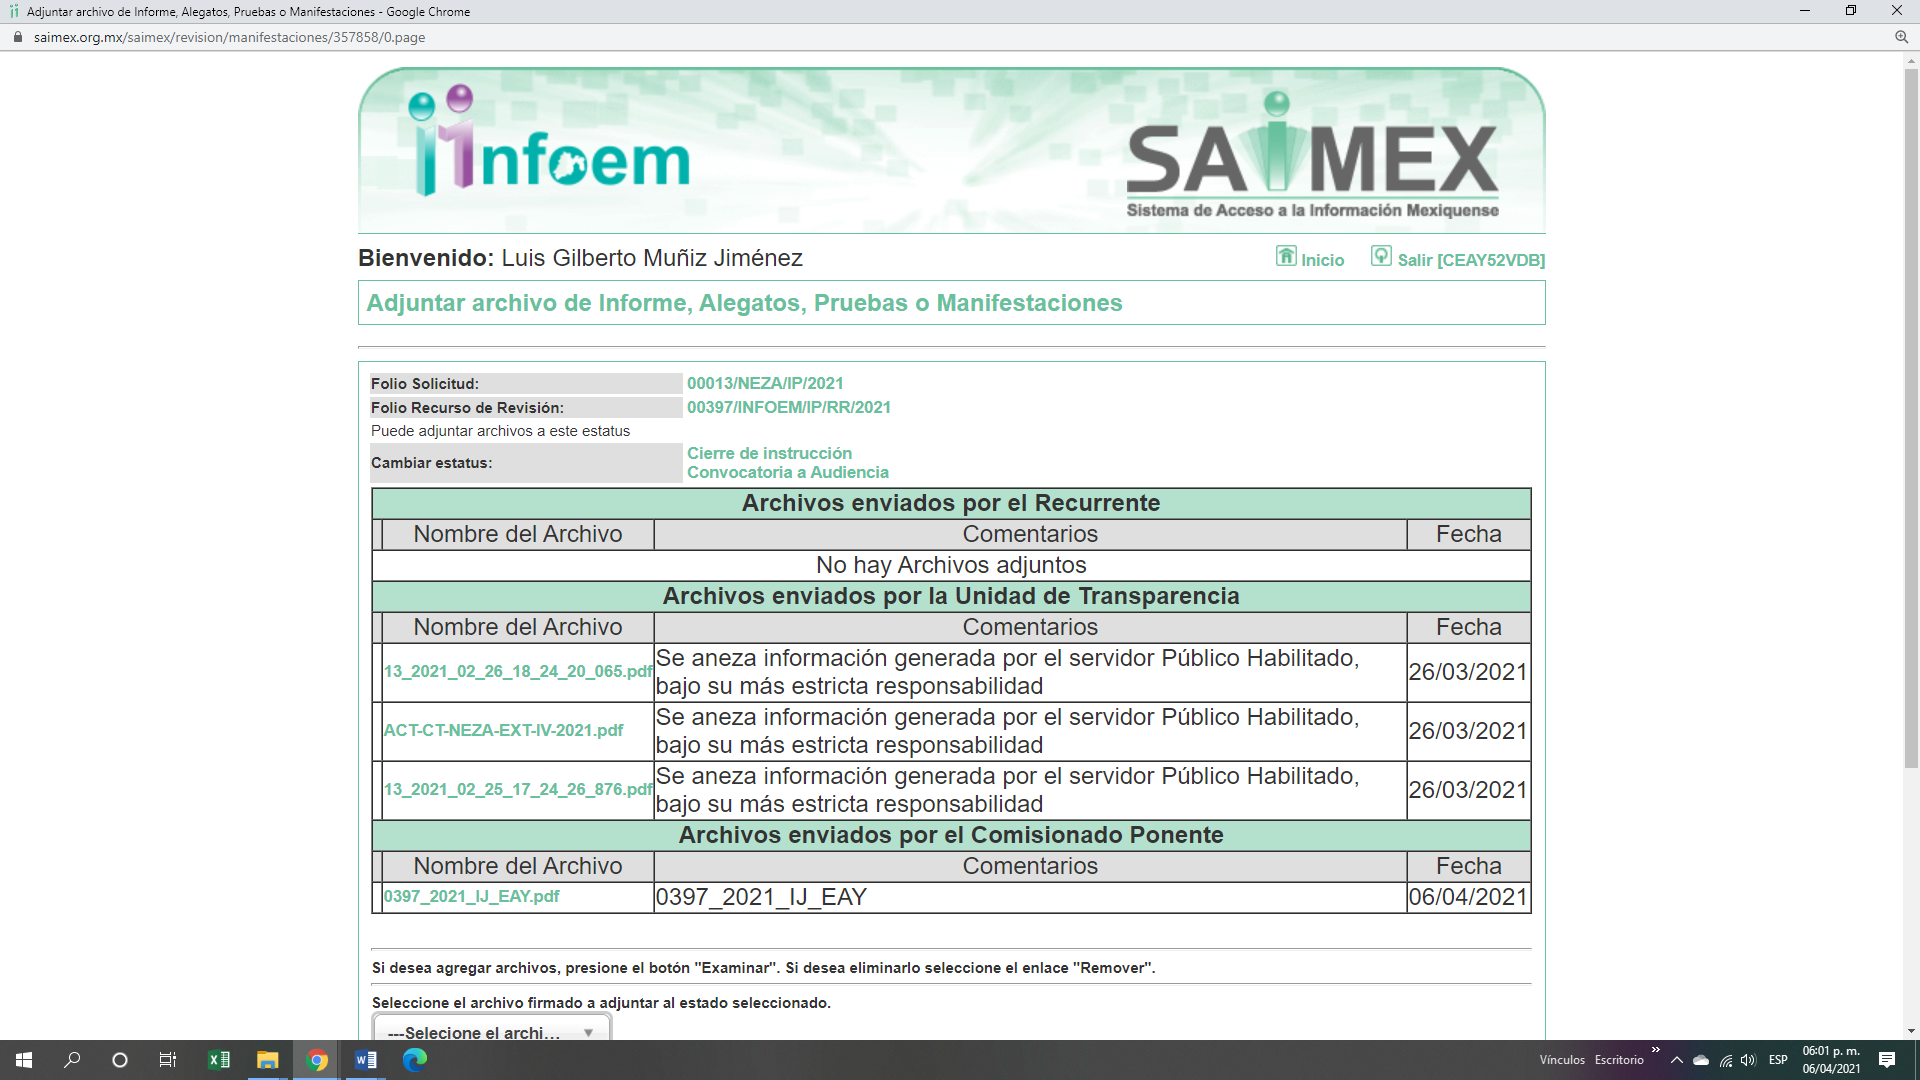 Adjuntar archivo de Informe, Alegatos, Pruebas o Manifestaciones - Google Chrome
saimex.org.mx/saimex/revision/manifestaciones/357858/0.page
infoem
SAIMEX
Sistema de Acceso a la Información Mexiquense
Bienvenido: Luis Gilberto Muñiz Jiménez
Inicio
Salir [CEAY52VDB]
Adjuntar archivo de Informe, Alegatos, Pruebas o Manifestaciones
Folio Solicitud: 00013/NEZA/IP/2021
Folio Recurso de Revisión: 00397/INFOEM/IP/RR/2021
Puede adjuntar archivos a este estatus
Cambiar estatus: Cierre de instrucción
Convocatoria a Audiencia
Archivos enviados por el Recurrente
Nombre del Archivo Comentarios Fecha
No hay Archivos adjuntos
Archivos enviados por la Unidad de Transparencia
Nombre del Archivo Comentarios Fecha
13_2021_02_26_18_24_20_065.pdf Se aneza información generada por el servidor Público Habilitado, 26/03/2021
bajo su más estricta responsabilidad
ACT-CT-NEZA-EXT-IV-2021.pdf Se aneza información generada por el servidor Público Habilitado, 26/03/2021
bajo su más estricta responsabilidad
13_2021_02_25_17_24_26_876.pdf Se aneza información generada por el servidor Público Habilitado, 26/03/2021
bajo su más estricta responsabilidad
Archivos enviados por el Comisionado Ponente
Nombre del Archivo Comentarios Fecha
0397_2021_IJ_EAY.pdf 0397_2021_IJ_EAY 06/04/2021
Si desea agregar archivos, presione el botón "Examinar". Si desea eliminarlo seleccione el enlace "Remover".
Seleccione el archivo firmado a adjuntar al estado seleccionado.
---Selecione el archi...
Vínculos Escritorio » ESP 06:01 p. m.
06/04/2021